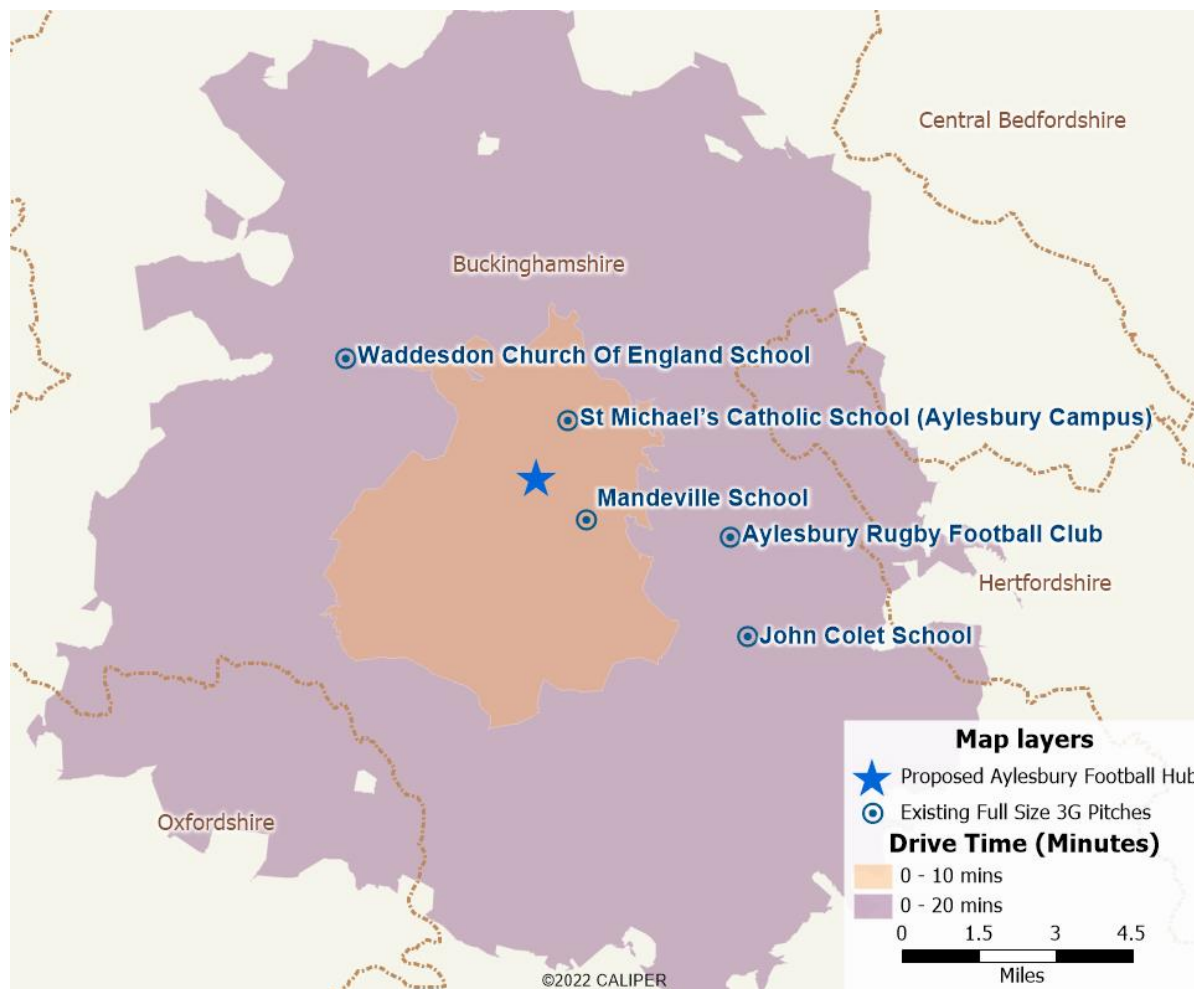 Central Bedfordshire
Buckinghamshire
Waddesdon Church Of England School
St Michael's Catholic School (Aylesbury Campus)
Mandeville School
Aylesbury Rugby Football Club
Hertfordshire
John Colet School
Oxfordshire
Map layers
Proposed Aylesbury Football Hub
Existing Full Size 3G Pitches
Drive Time (Minutes)
0 - 10 mins
0 - 20 mins
0 1.5 3 4.5
Miles
©2022 CALIPER